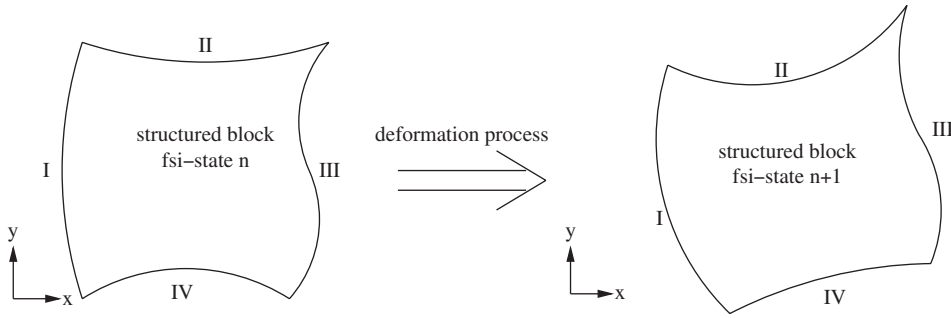 II
I
structured block
fsi−state n
III
IV
y
x
deformation process
II
III
structured block
fsi−state n+1
I
IV
y
x